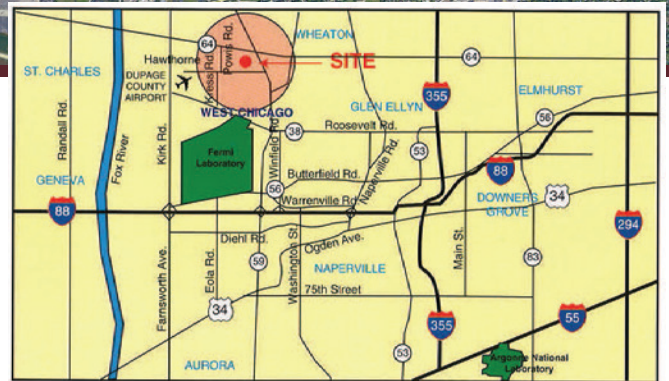 WHEATON
64
Hawthorne
Kress Rd.
Powis Rd.
SITE
64
ST. CHARLES
DUPAGE
COUNTY
AIRPORT
WEST CHICAGO
GLEN ELLYN
355
ELMHURST
Randall Rd.
Fox River
Kirk Rd.
38
Roosevelt Rd.
56
Fermi
Laboratory
Winfield Rd.
53
Naperville Rd.
88
GENEVA
56
Butterfield Rd.
Warrenville Rd.
DOWNERS
GROVE
34
88
294
Diehl Rd.
Ogden Ave.
Farnsworth Ave.
Eola Rd.
59
Washington St.
NAPERVILLE
Main St.
83
75th Street
34
355
55
AURORA
53
Argonne National
Laboratory